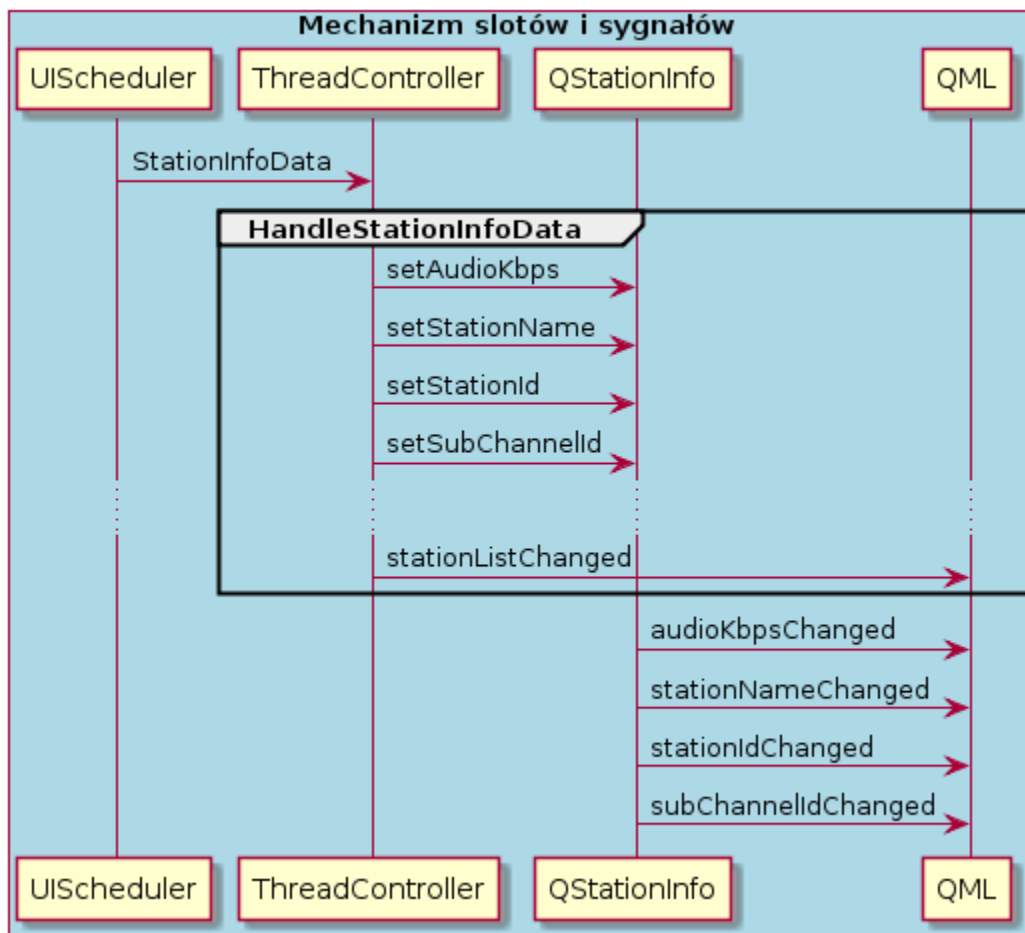 Mechanizm slotów i sygnałów
UIScheduler ThreadController QStationInfo QML
StationInfoData
HandleStationInfoData
setAudioKbps
setStationName
setStationId
setSubChannelId
stationListChanged
audioKbpsChanged
stationNameChanged
stationIdChanged
subChannelIdChanged
UIScheduler ThreadController QStationInfo QML